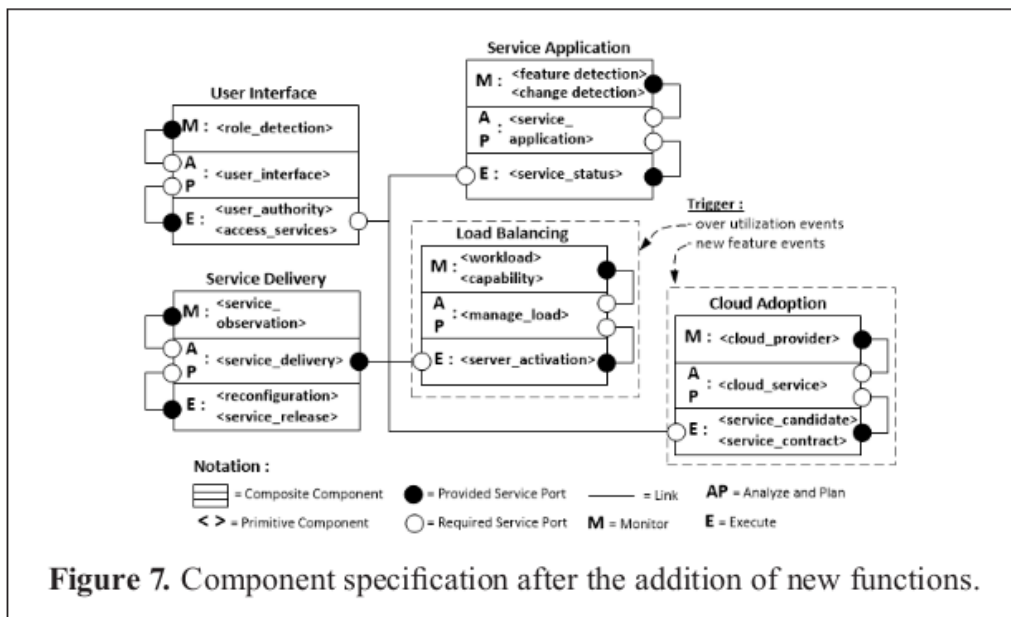 Service Application
M : <feature detection>
<change detection>
A
P : <service_
application>
E : <service_status>
User Interface
M : <role_detection>
A
P : <user_interface>
E : <user_authority>
<access_services>
Trigger :
over utilization events
new feature events
Load Balancing
M : <workload>
<capability>
A
P : <manage_load>
E : <server_activation>
Service Delivery
M : <service_
observation>
A
P : <service_delivery>
E : <reconfiguration>
<service_release>
Cloud Adoption
M : <cloud_provider>
A
P : <cloud_service>
E : <service_candidate>
<service_contract>
Notation :
= Composite Component = Provided Service Port = Link AP = Analyze and Plan
< > = Primitive Component = Required Service Port M = Monitor E = Execute
Figure 7. Component specification after the addition of new functions.